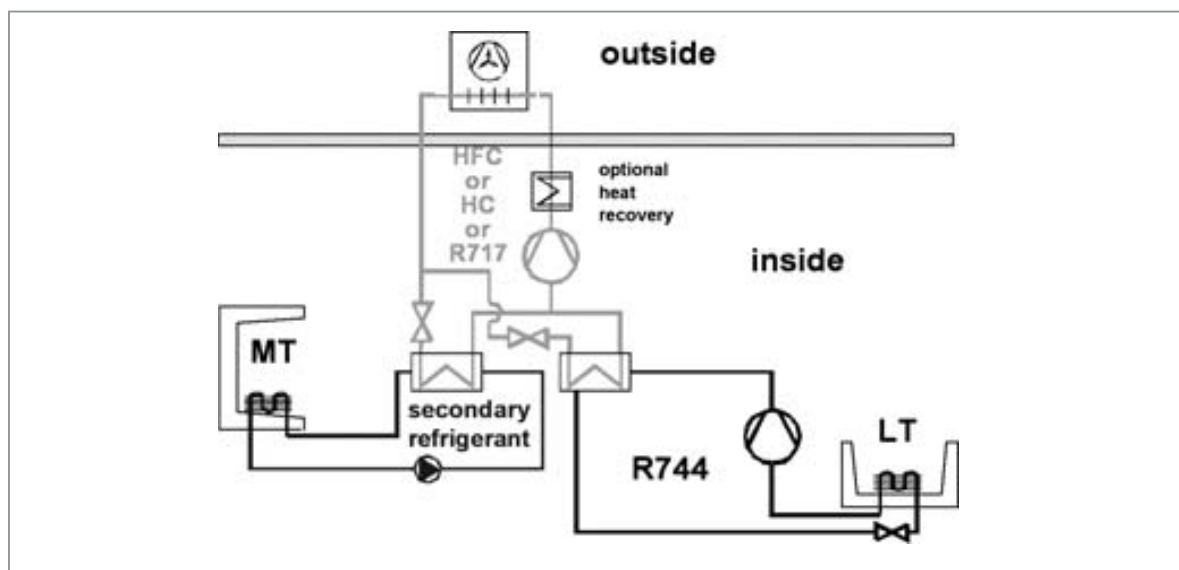 outside
HFC
or
HC
or
R717
optional
heat
recovery
inside
MT
secondary
refrigerant
R744
LT